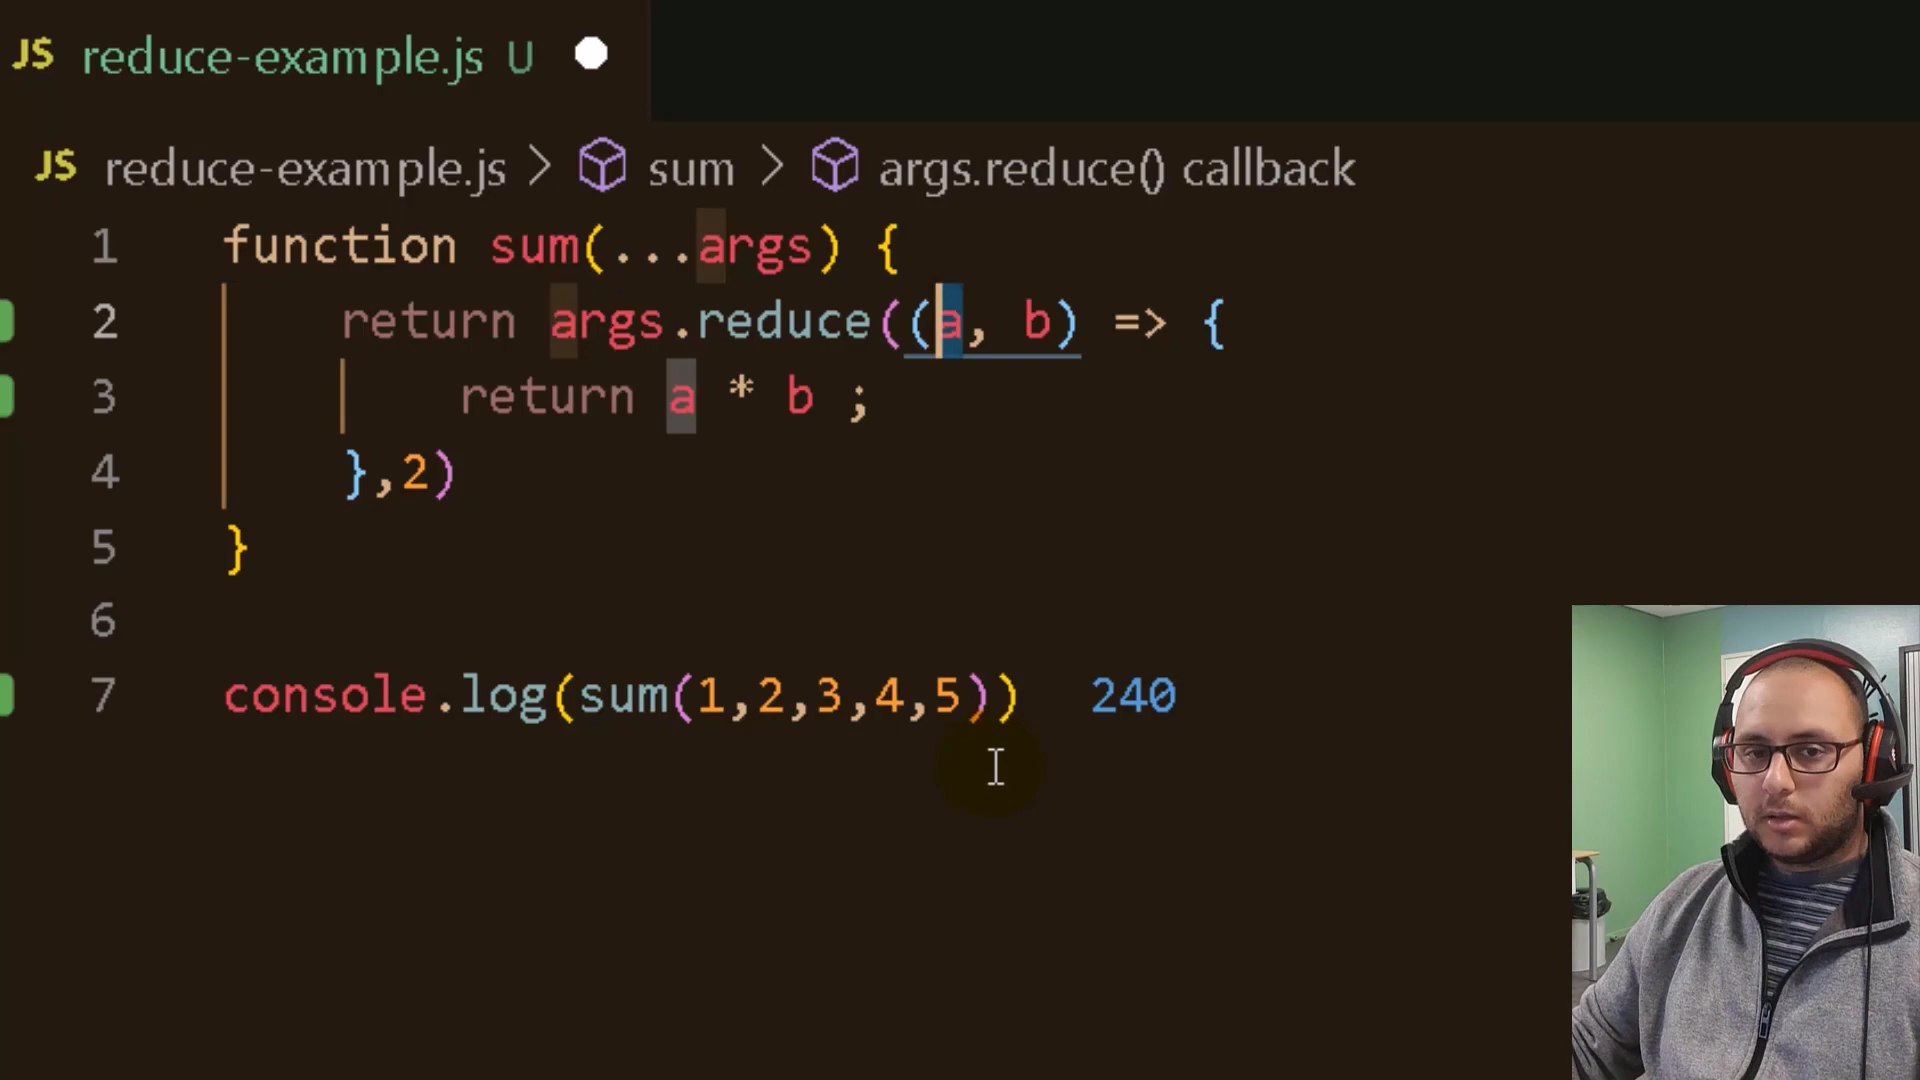 JS reduce-example.js U
JS reduce-example.js > sum > args.reduce() callback
1 function sum(...args) {
2 return args.reduce((a, b) => {
3 return a * b ;
4 },2)
5 }
6
7 console.log(sum(1,2,3,4,5)) 240